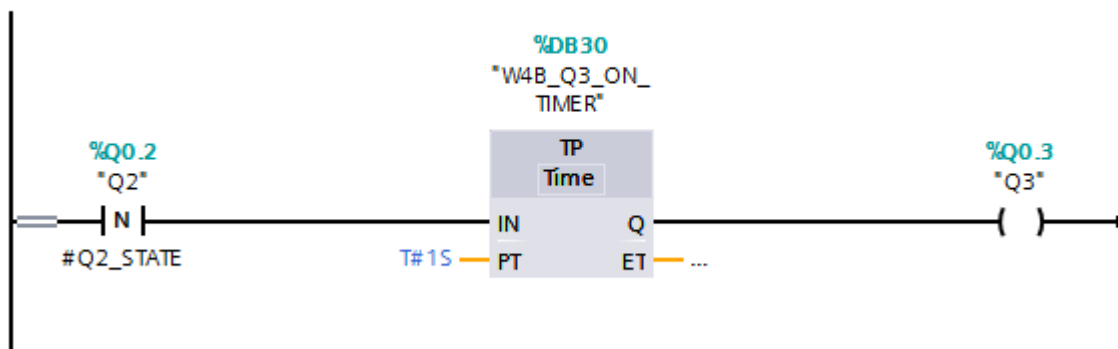 %DB30
"W4B_Q3_ON_
TIMER"
TP
Time
%Q0.2
"Q2"
N
#Q2_STATE
IN
Q
T#1S
PT
ET
...
%Q0.3
"Q3"
( )